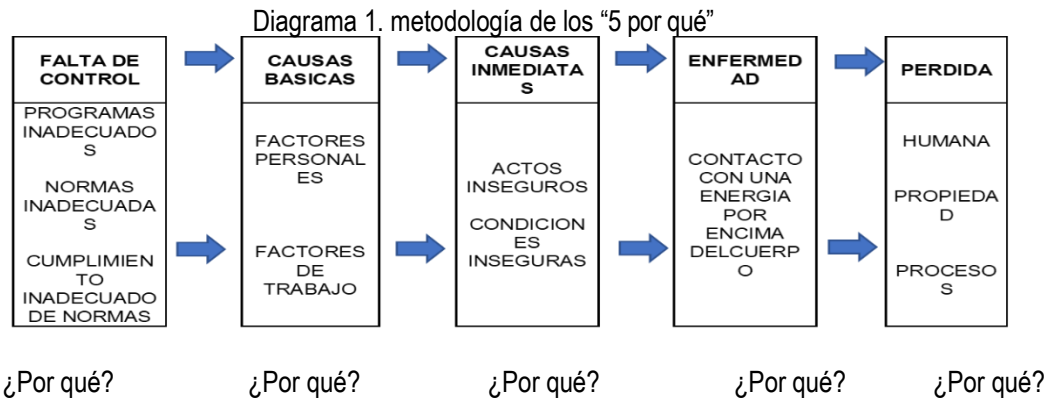 Diagrama 1. metodología de los “5 por qué”
FALTA DE
CONTROL
PROGRAMAS
INADECUADO
S
NORMAS
INADECUADA
S
CUMPLIMIEN
TO
INADECUADO
DE NORMAS
CAUSAS
BASICAS
FACTORES
PERSONAL
ES
FACTORES
DE
TRABAJO
CAUSAS
INMEDIATA
S
ACTOS
INSEGUROS
CONDICION
ES
INSEGURAS
ENFERMED
AD
CONTACTO
CON UNA
ENERGIA
POR
ENCIMA
DELCUERP
O
PERDIDA
HUMANA
PROPIEDA
D
PROCESO
S
¿Por qué? ¿Por qué? ¿Por qué? ¿Por qué? ¿Por qué?